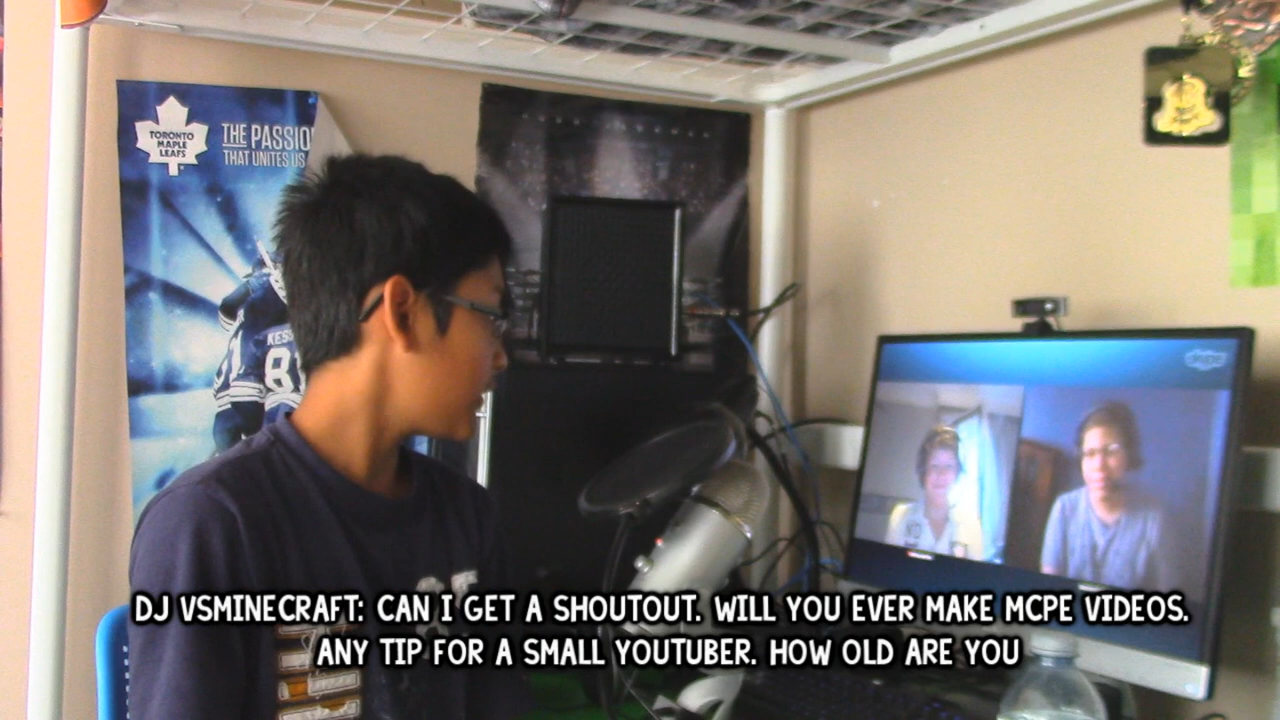 TORONTO
MAPLE
LEAFS
THE PASSION
THAT UNITES US
KESS
81
DJ VSMINECRAFT: CAN I GET A SHOUTOUT. WILL YOU EVER MAKE MCPE VIDEOS.
ANY TIP FOR A SMALL YOUTUBER. HOW OLD ARE YOU